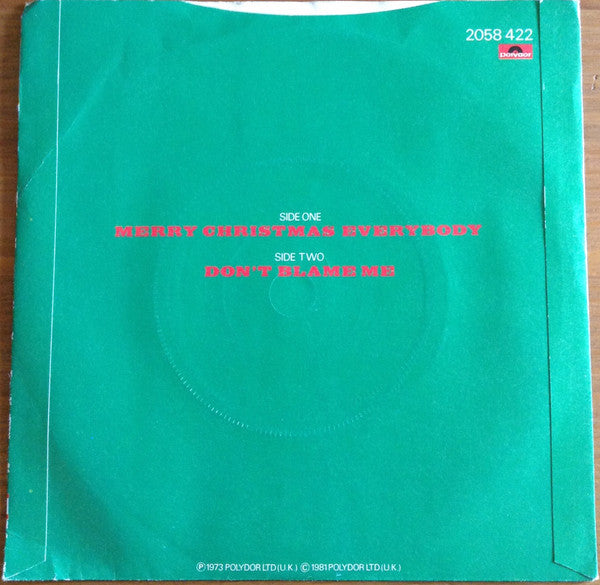 2058 422
polydor
SIDE ONE
MERRY CHRISTMAS EVERYBODY
SIDE TWO
DON'T BLAME ME
Ⓟ 1973 POLYDOR LTD (U.K.) © 1981 POLYDOR LTD (U.K.)